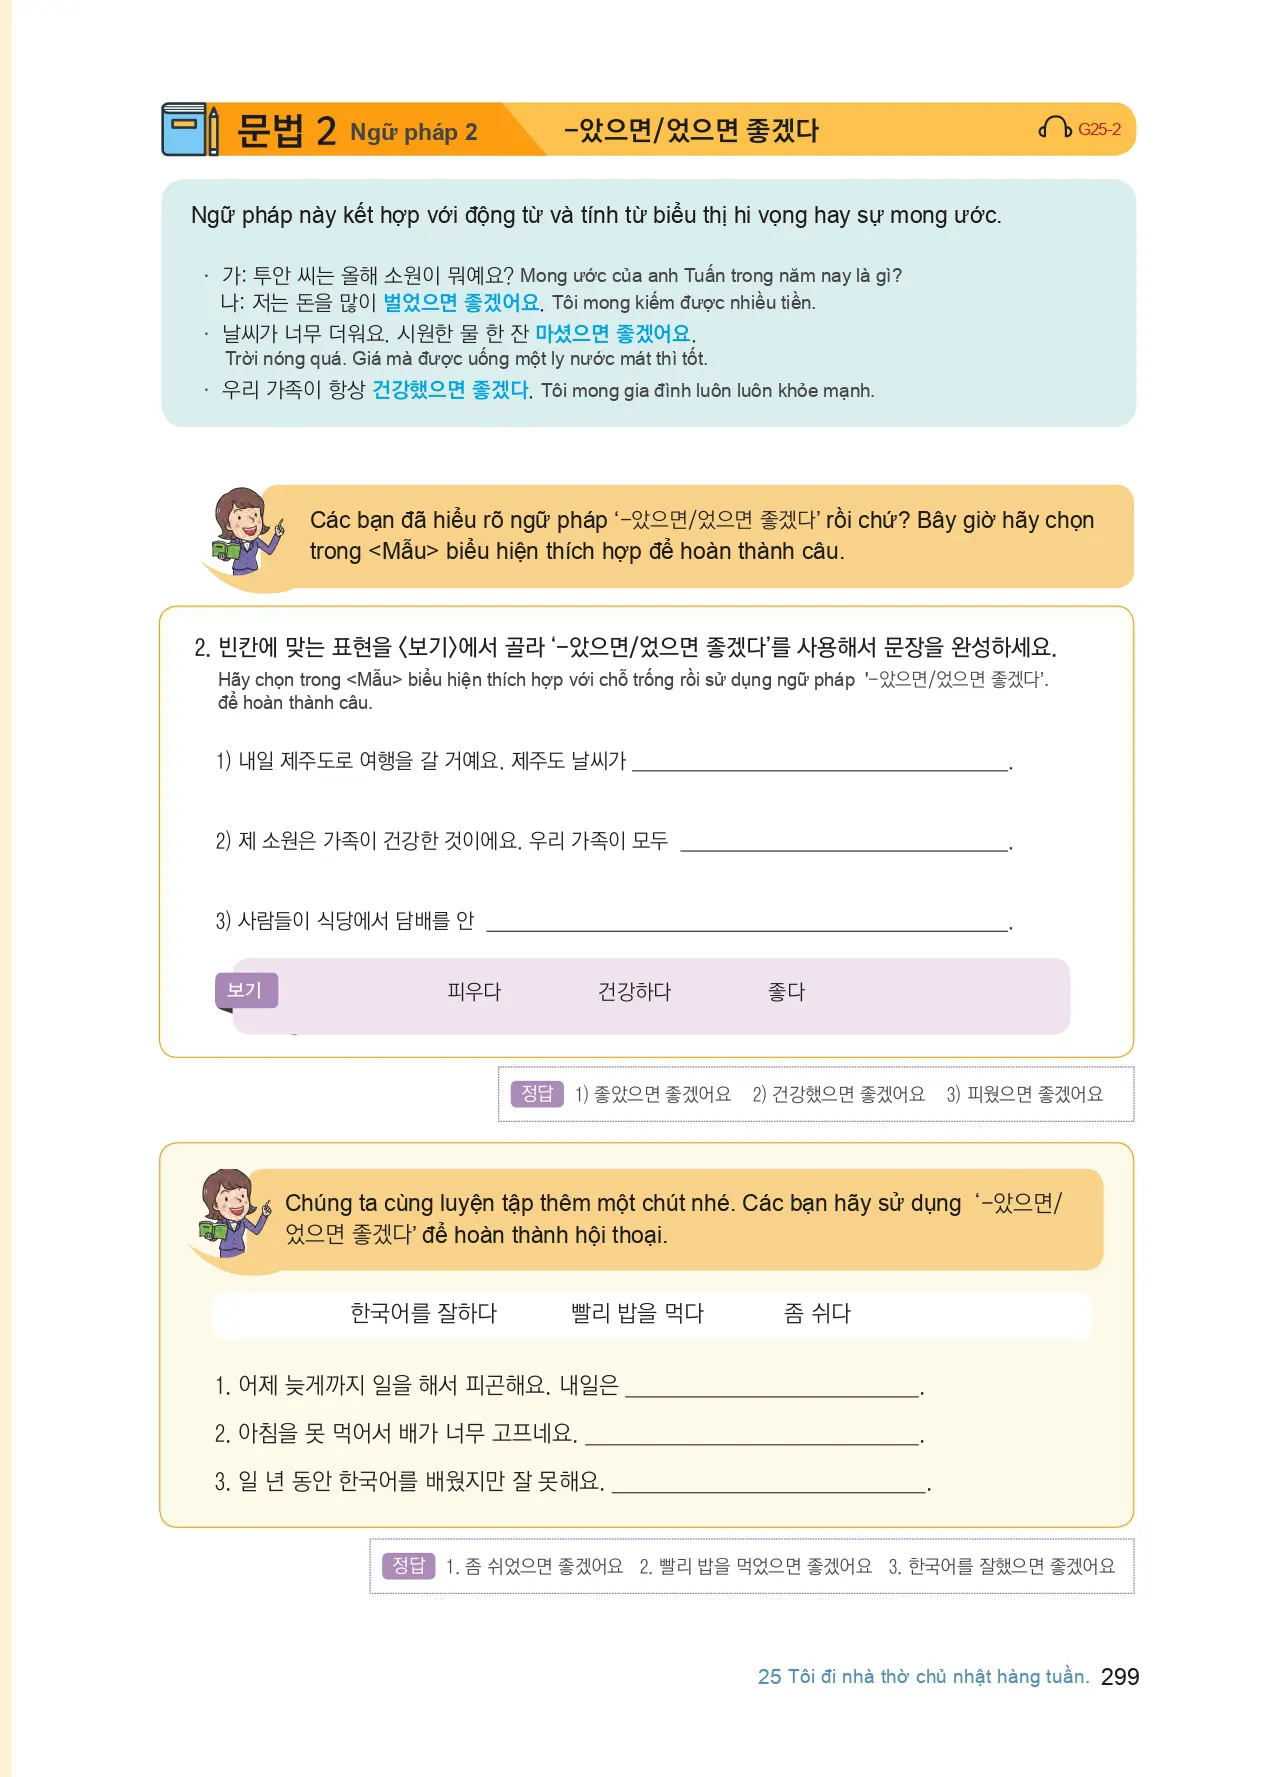 문법 2 Ngữ pháp 2 -았으면/었으면 좋겠다 G25-2
Ngữ pháp này kết hợp với động từ và tính từ biểu thị hi vọng hay sự mong ước.
· 가: 투안 씨는 올해 소원이 뭐예요? Mong ước của anh Tuấn trong năm nay là gì?
나: 저는 돈을 많이 벌었으면 좋겠어요. Tôi mong kiếm được nhiều tiền.
· 날씨가 너무 더워요. 시원한 물 한 잔 마셨으면 좋겠어요.
Trời nóng quá. Giá mà được uống một ly nước mát thì tốt.
· 우리 가족이 항상 건강했으면 좋겠다. Tôi mong gia đình luôn luôn khỏe mạnh.
Các bạn đã hiểu rõ ngữ pháp ‘-았으면/었으면 좋겠다’ rồi chứ? Bây giờ hãy chọn
trong <Mẫu> biểu hiện thích hợp để hoàn thành câu.
2. 빈칸에 맞는 표현을 <보기>에서 골라 ‘-았으면/었으면 좋겠다’를 사용해서 문장을 완성하세요.
Hãy chọn trong <Mẫu> biểu hiện thích hợp với chỗ trống rồi sử dụng ngữ pháp '-았으면/었으면 좋겠다’.
để hoàn thành câu.
1) 내일 제주도로 여행을 갈 거예요. 제주도 날씨가 ____________.
2) 제 소원은 가족이 건강한 것이에요. 우리 가족이 모두 ____________.
3) 사람들이 식당에서 담배를 안 ____________.
보기 피우다 건강하다 좋다
정답 1) 좋았으면 좋겠어요 2) 건강했으면 좋겠어요 3) 피웠으면 좋겠어요
Chúng ta cùng luyện tập thêm một chút nhé. Các bạn hãy sử dụng ‘-았으면/
었으면 좋겠다’ để hoàn thành hội thoại.
한국어를 잘하다 빨리 밥을 먹다 좀 쉬다
1. 어제 늦게까지 일을 해서 피곤해요. 내일은 ____________.
2. 아침을 못 먹어서 배가 너무 고프네요. ____________.
3. 일 년 동안 한국어를 배웠지만 잘 못해요. ____________.
정답 1. 좀 쉬었으면 좋겠어요 2. 빨리 밥을 먹었으면 좋겠어요 3. 한국어를 잘했으면 좋겠어요
25 Tôi đi nhà thờ chủ nhật hàng tuần. 299